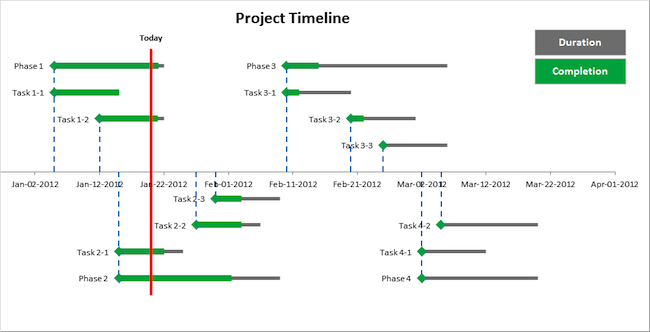 Project Timeline
Today
Duration
Completion
Phase 1
Phase 3
Task 1-1
Task 3-1
Task 1-2
Task 3-2
Task 3-3
Jan-02-2012 Jan-12-2012 Jan-22-2012 Feb-01-2012 Feb-11-2012 Feb-21-2012 Mar-02-2012 Mar-12-2012 Mar-22-2012 Apr-01-2012
Task 2-3
Task 2-2
Task 4-2
Task 2-1
Task 4-1
Phase 2
Phase 4